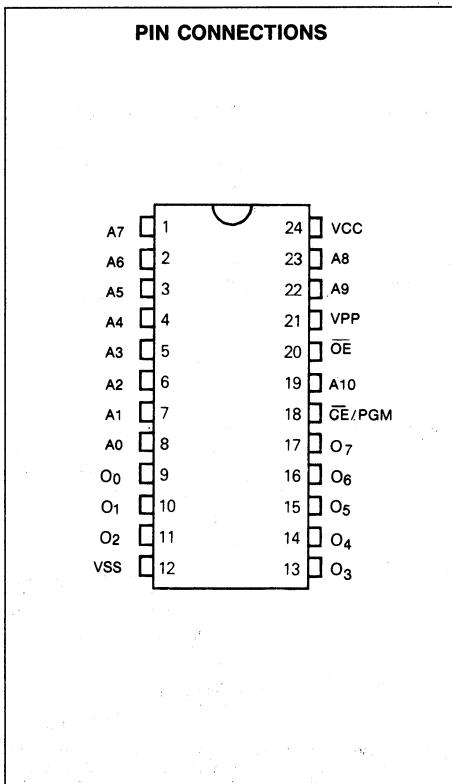 PIN CONNECTIONS
A7 1 24 VCC
A6 2 23 A8
A5 3 22 A9
A4 4 21 VPP
A3 5 20 O̅E̅
A2 6 19 A10
A1 7 18 C̅E̅/PGM
A0 8 17 O7
O0 9 16 O6
O1 10 15 O5
O2 11 14 O4
VSS 12 13 O3